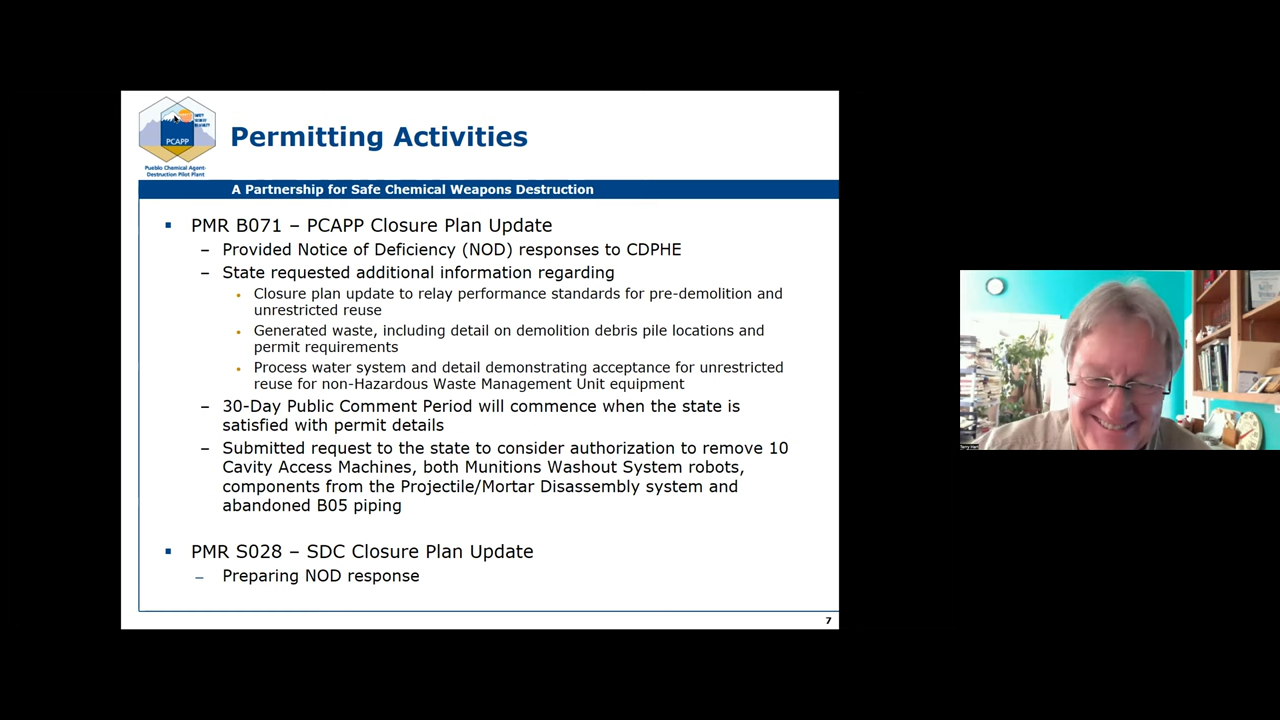 PCAPP
Pueblo Chemical Agent-
Destruction Pilot Plant
Permitting Activities
A Partnership for Safe Chemical Weapons Destruction
▪ PMR B071 – PCAPP Closure Plan Update
– Provided Notice of Deficiency (NOD) responses to CDPHE
– State requested additional information regarding
• Closure plan update to relay performance standards for pre-demolition and
unrestricted reuse
• Generated waste, including detail on demolition debris pile locations and
permit requirements
• Process water system and detail demonstrating acceptance for unrestricted
reuse for non-Hazardous Waste Management Unit equipment
– 30-Day Public Comment Period will commence when the state is
satisfied with permit details
– Submitted request to the state to consider authorization to remove 10
Cavity Access Machines, both Munitions Washout System robots,
components from the Projectile/Mortar Disassembly system and
abandoned B05 piping
▪ PMR S028 – SDC Closure Plan Update
– Preparing NOD response
7